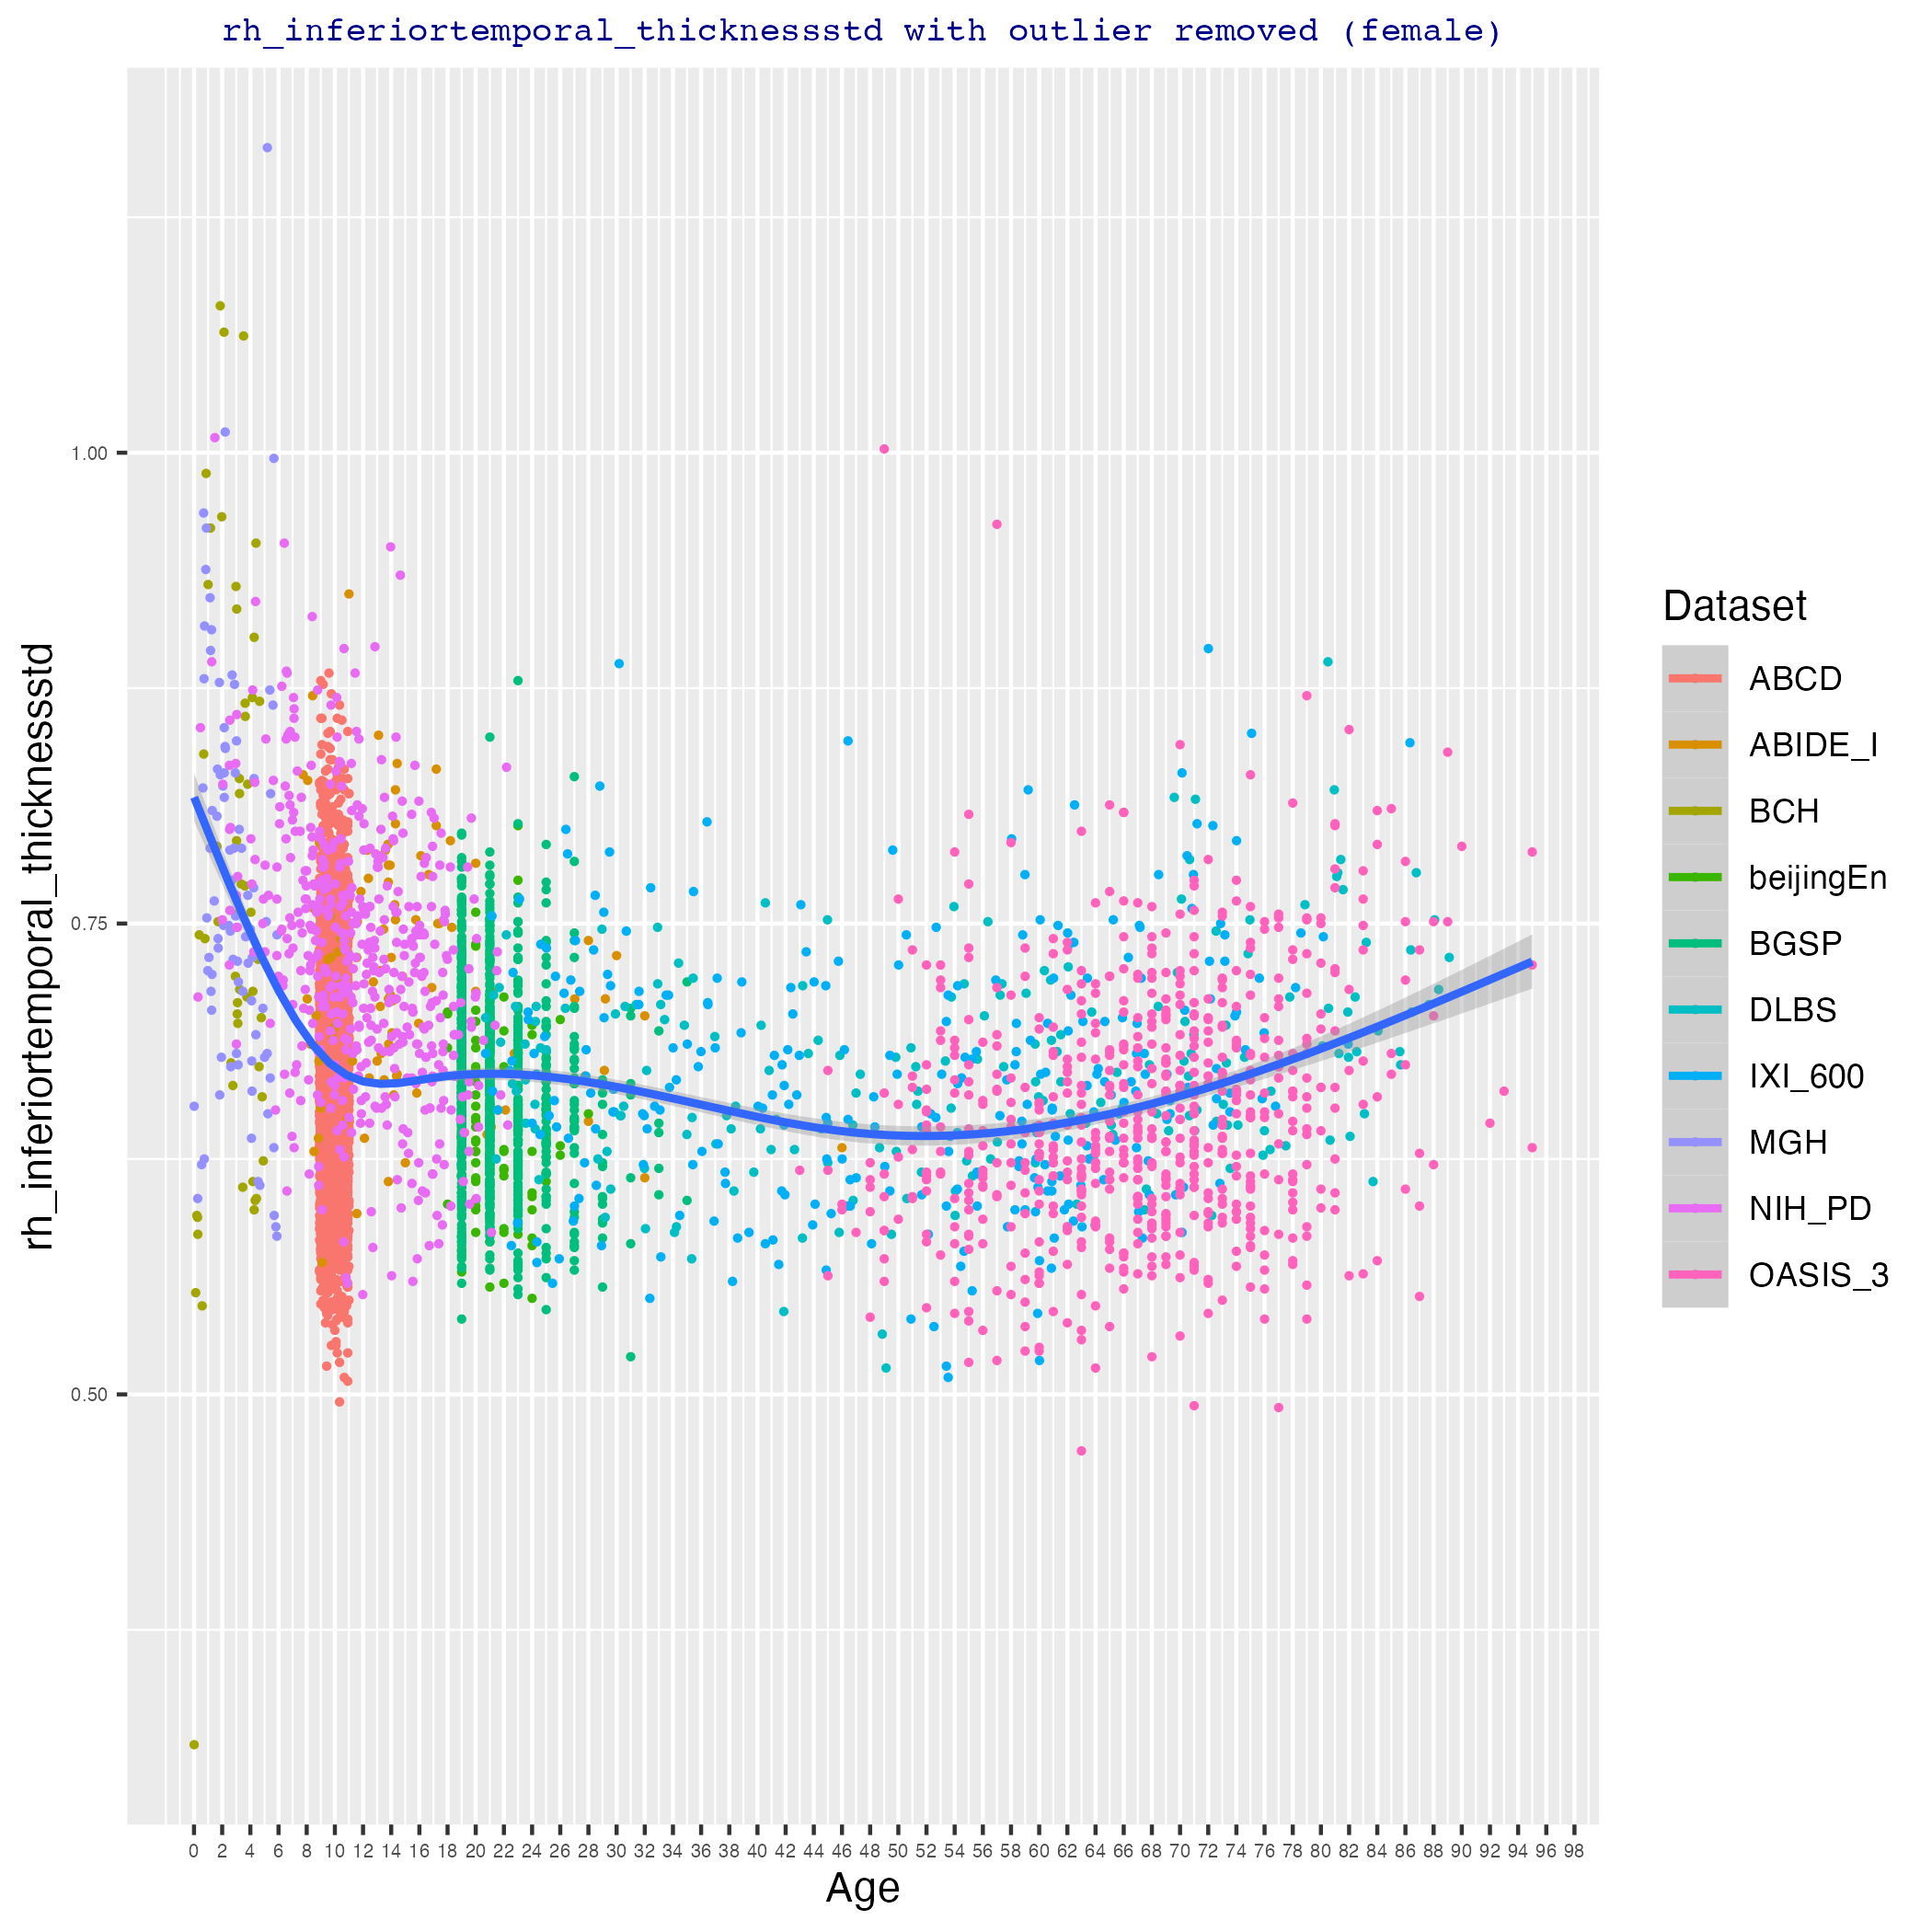 rh_inferiortemporal_thicknessstd with outlier removed (female)
rh_inferiortemporal_thicknessstd
1.00
0.75
0.50
0 2 4 6 8 10 12 14 16 18 20 22 24 26 28 30 32 34 36 38 40 42 44 46 48 50 52 54 56 58 60 62 64 66 68 70 72 74 76 78 80 82 84 86 88 90 92 94 96 98
Age
Dataset
ABCD
ABIDE_I
BCH
beijingEn
BGSP
DLBS
IXI_600
MGH
NIH_PD
OASIS_3